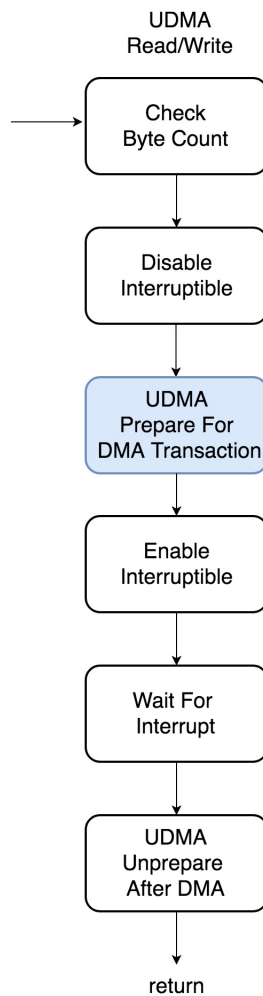 UDMA
Read/Write
Check
Byte Count
Disable
Interruptible
UDMA
Prepare For
DMA Transaction
Enable
Interruptible
Wait For
Interrupt
UDMA
Unprepare
After DMA
return